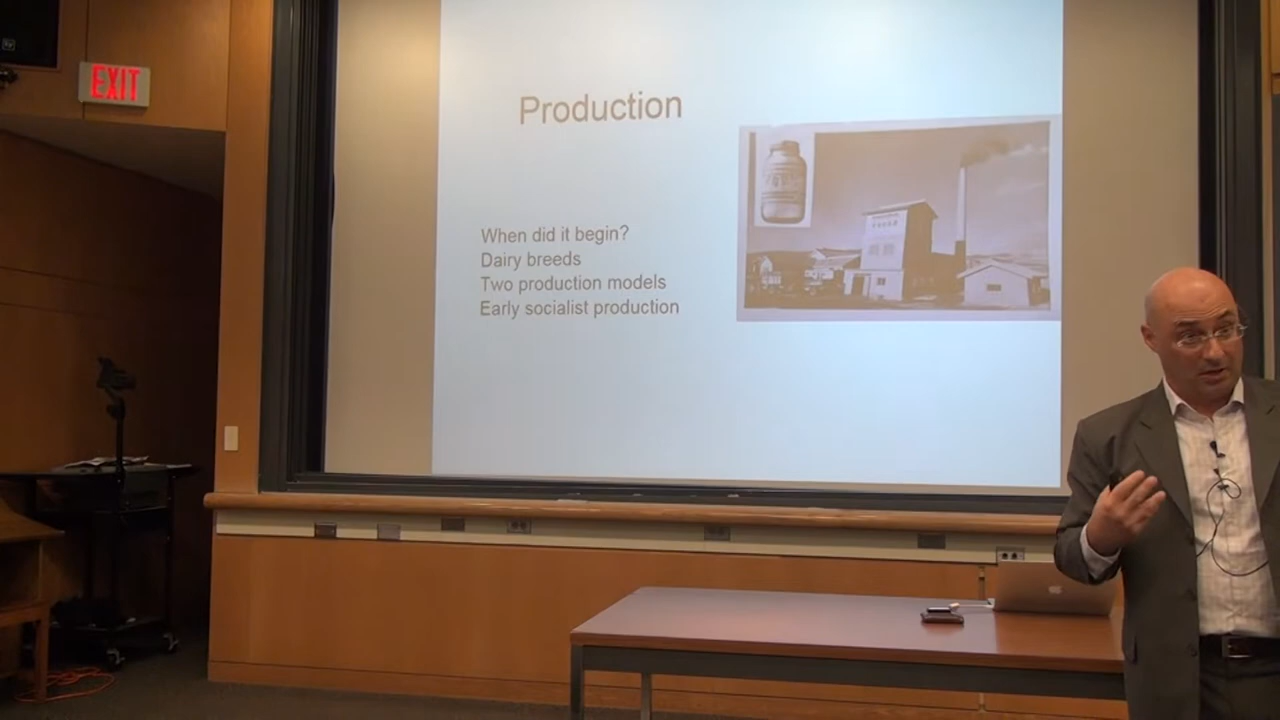 EXIT
Production
When did it begin?
Dairy breeds
Two production models
Early socialist production